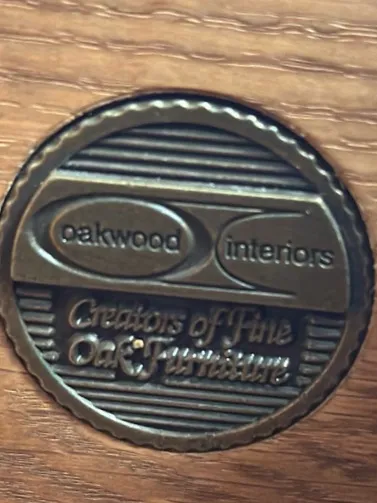 oakwood interiors
Creators of Fine
Oak Furniture